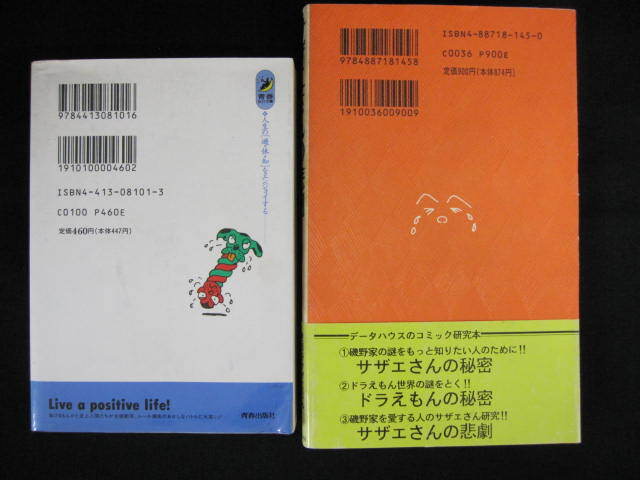 9784413081016
1910100004602
ISBN4-413-08101-3
C0100 P460E
定価460円(本体447円)
青春
Live a positive life!
青春出版社
ISBN4-88718-145-0
C0036 P900E
9784887181458
定価900円(本体874円)
1910036009009
データハウスのコミック研究本
①磯野家の謎をもっと知りたい人のために!!
サザエさんの秘密
②ドラえもん世界の謎をとく!!
ドラえもんの秘密
③磯野家を愛する人のサザエさん研究!!
サザエさんの悲劇